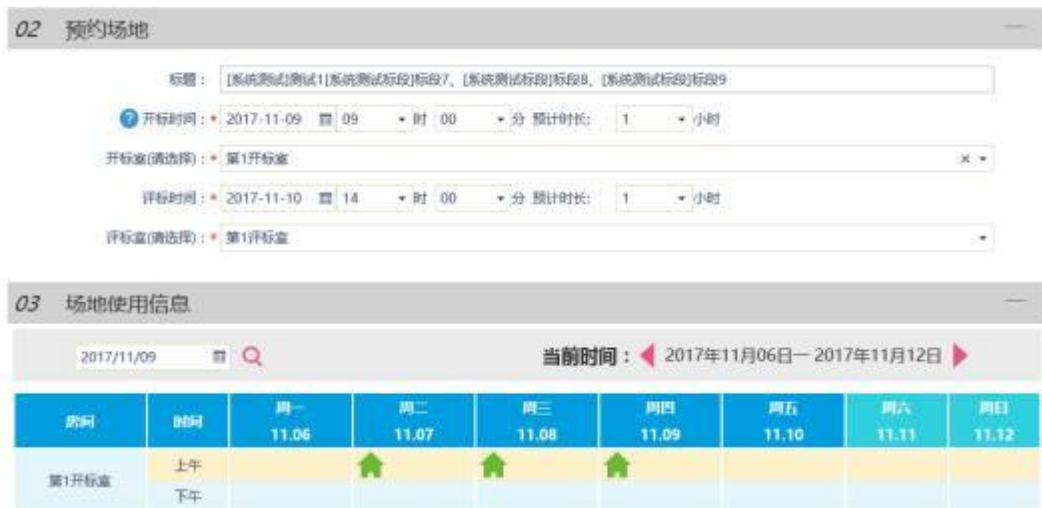 02 预约场地
标题： [系统测试]测试1[系统测试标段]标段7、[系统测试标段]标段8、[系统测试标段]标段9
? 开标时间：* 2017-11-09 09 时 00 分 预计时长: 1 小时
开标室(请选择)：* 第1开标室 ×
评标时间：* 2017-11-10 14 时 00 分 预计时长: 1 小时
评标室(请选择)：* 第1评标室
03 场地使用信息
2017/11/09 当前时间： 2017年11月06日一 2017年11月12日
房间 时间 周一 周二 周三 周四 周五 周六 周日
11.06 11.07 11.08 11.09 11.10 11.11 11.12
上午
第1开标室
下午